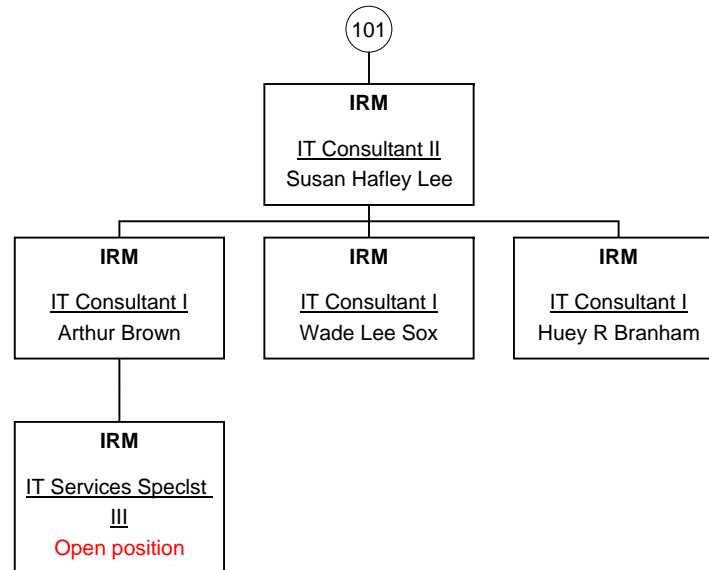 101
IRM
IT Consultant II
Susan Hafley Lee
IRM
IT Consultant I
Arthur Brown
IRM
IT Consultant I
Wade Lee Sox
IRM
IT Consultant I
Huey R Branham
IRM
IT Services Speclst
III
Open position